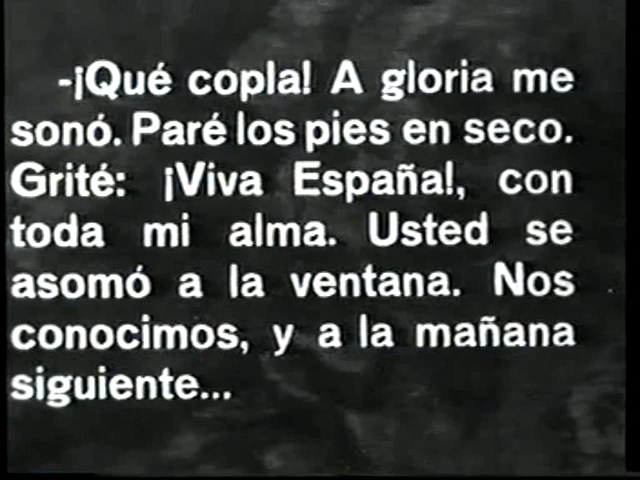 -¡Qué copla! A gloria me
sonó. Paré los pies en seco.
Grité: ¡Viva España!, con
toda mi alma. Usted se
asomó a la ventana. Nos
conocimos, y a la mañana
siguiente...